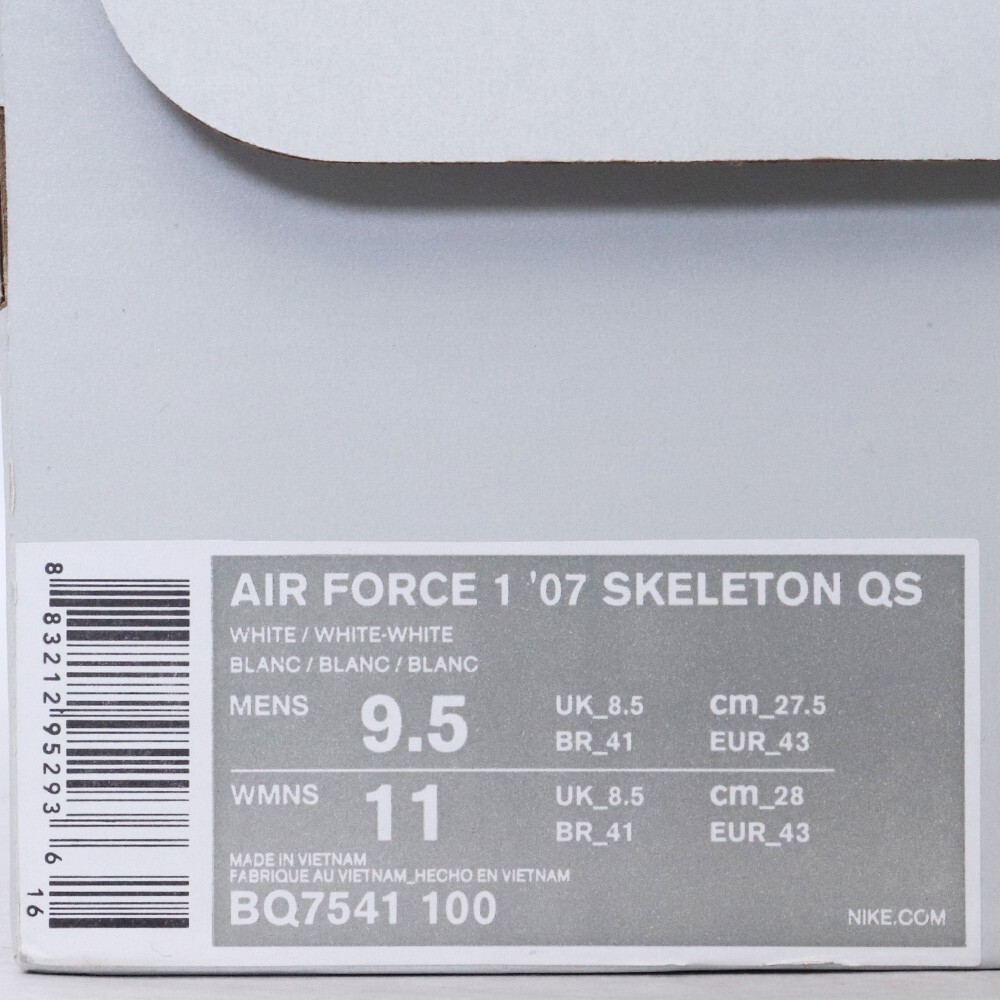 AIR FORCE 1 '07 SKELETON QS
WHITE / WHITE-WHITE
BLANC / BLANC / BLANC
MENS 9.5 UK_8.5 cm_27.5
BR_41 EUR_43
WMNS 11 UK_8.5 cm_28
BR_41 EUR_43
MADE IN VIETNAM
FABRIQUE AU VIETNAM_HECHO EN VIETNAM
BQ7541 100
NIKE.COM
8 83212 95293 6
16